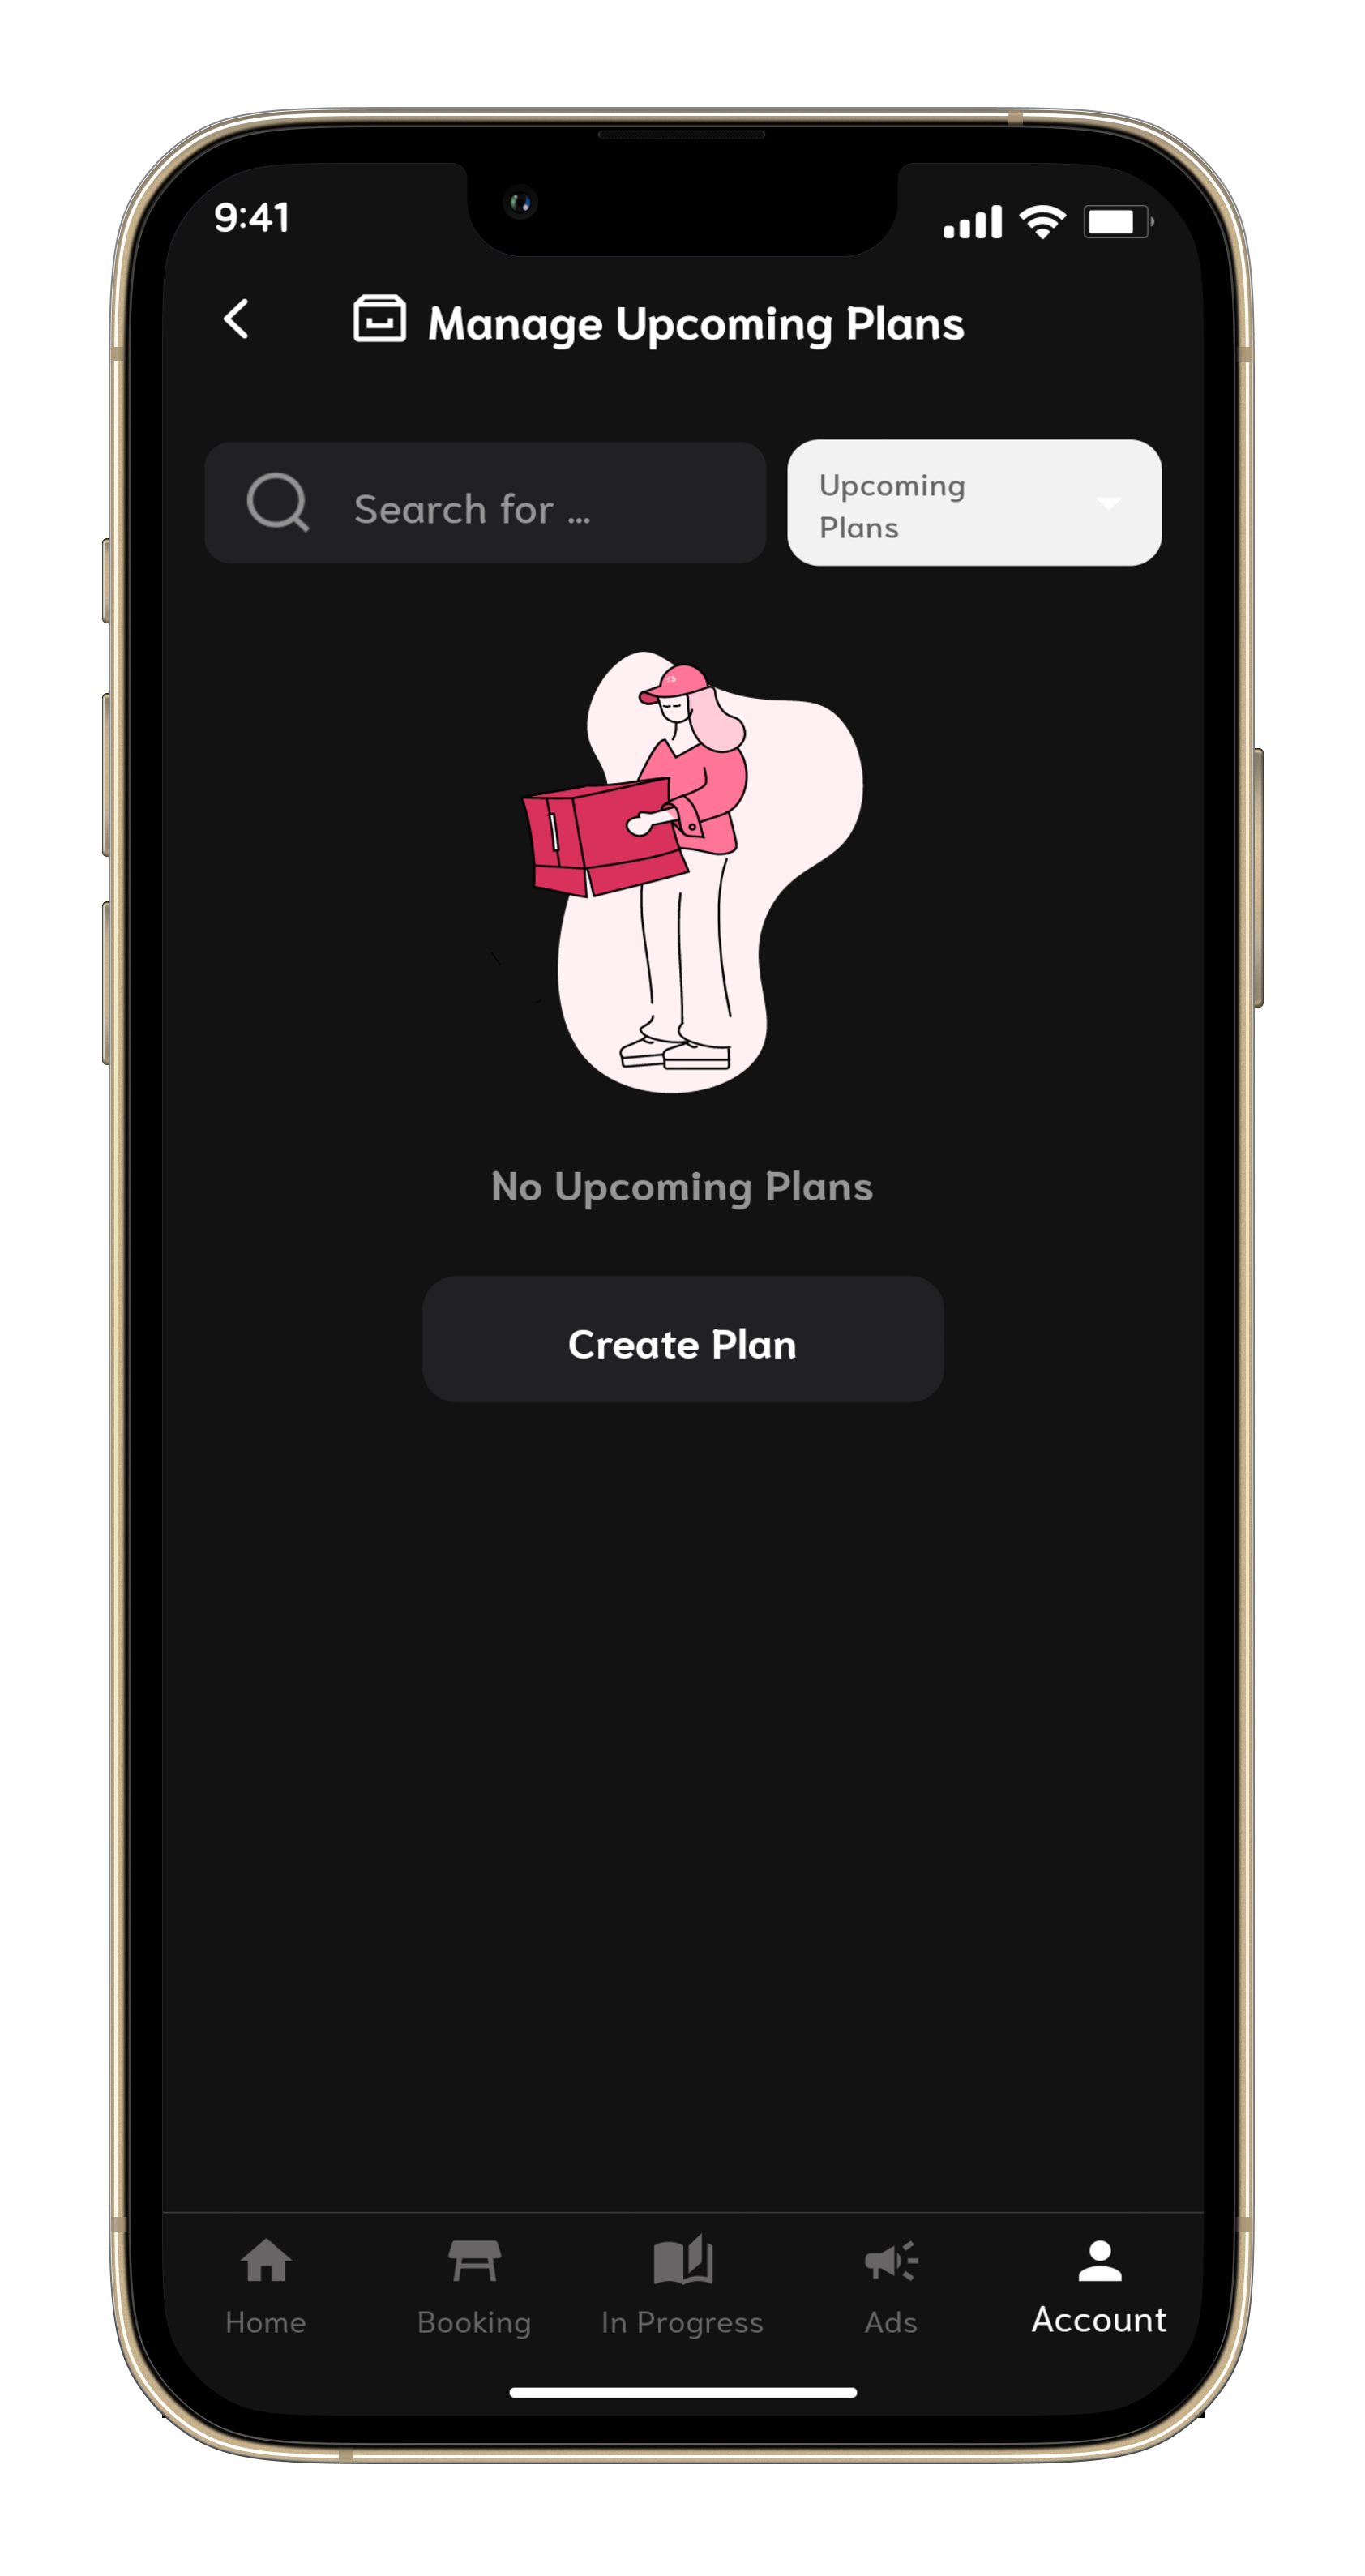 9:41
Manage Upcoming Plans
Search for ...
Upcoming
Plans
No Upcoming Plans
Create Plan
Home
Booking
In Progress
Ads
Account